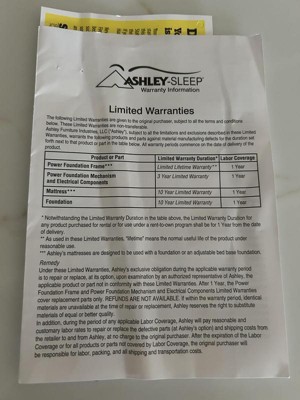 ASHLEY-SLEEP®
Warranty Information
Limited Warranties
The following Limited Warranties are given to the original purchaser, subject to all the terms and conditions
below. These Limited Warranties are non-transferable.
Ashley Furniture Industries, LLC ("Ashley"), subject to all limitations and exclusions described in these Limited
Warranties, warrants the following products and parts against material manufacturing defects for the duration set
forth next to that product or part in the table below. All warranty periods commence on the date of delivery of the
product.
Product or Part Limited Warranty Duration* Labor Coverage
Power Foundation Frame*** Limited Lifetime Warranty** 1 Year
Power Foundation Mechanism 3 Year Limited Warranty 1 Year
and Electrical Components
Mattress*** 10 Year Limited Warranty 1 Year
Foundation 10 Year Limited Warranty 1 Year
* Notwithstanding the Limited Warranty Duration in the table above, the Limited Warranty Duration for
any product purchased for rental or for use under a rent-to-own program shall be for 1 Year from the date
of delivery.
** As used in these Limited Warranties, "lifetime" means the normal useful life of the product under
reasonable use.
*** Ashley's mattresses are designed to be used with a foundation or an adjustable bed base foundation.
Remedy
Under these Limited Warranties, Ashley's exclusive obligation during the applicable warranty period
is to repair or replace, at its option, upon examination by an authorized representative of Ashley, the
applicable product or part not in conformity with these Limited Warranties. After 1 Year, the Power
Foundation Frame and Power Foundation Mechanism and Electrical Components Limited Warranties
cover replacement parts only. REFUNDS ARE NOT AVAILABLE. If within the warranty period, identical
materials are unavailable at the time of repair or replacement, Ashley reserves the right to substitute
materials of equal or better quality.
In addition, during the period of any applicable Labor Coverage, Ashley will pay reasonable and
customary labor rates to repair or replace the defective parts (at Ashley's option) and shipping costs from
the retailer to and from Ashley, at no charge to the original purchaser. After the expiration of the Labor
Coverage or for all products or parts not covered by Labor Coverage, the original purchaser will
be responsible for labor, packing, and all shipping and transportation costs.